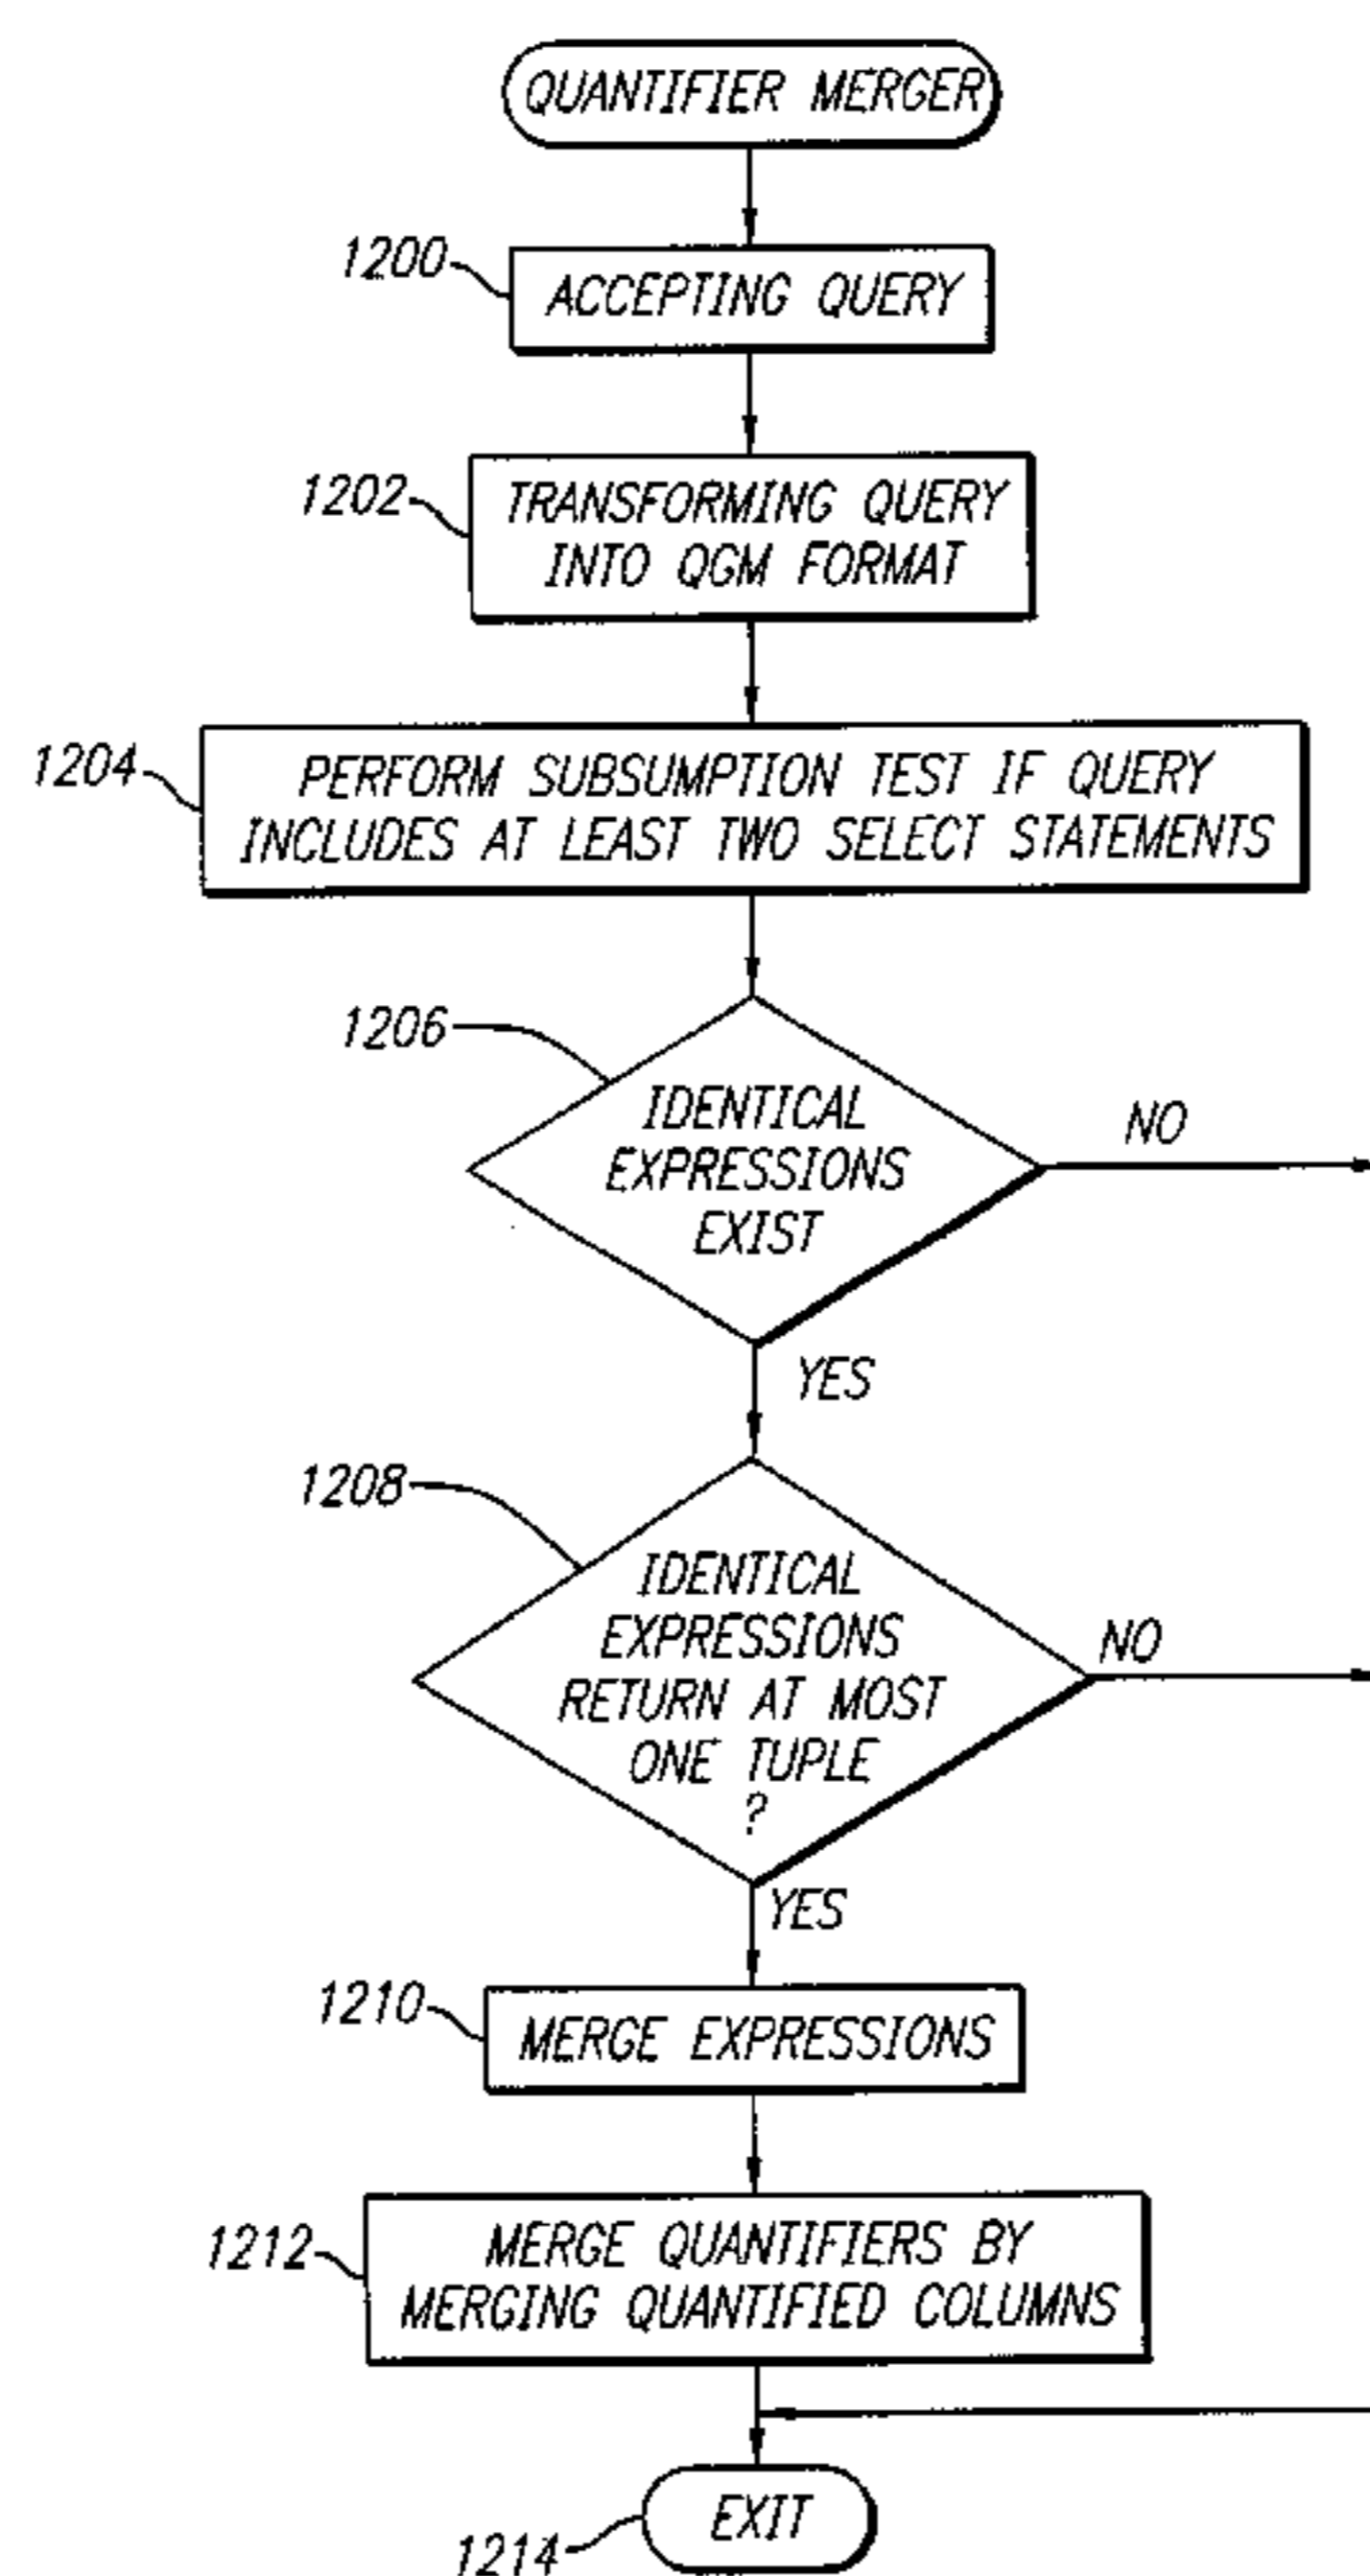 QUANTIFIER MERGER
1200
ACCEPTING QUERY
1202
TRANSFORMING QUERY
INTO QGM FORMAT
1204
PERFORM SUBSUMPTION TEST IF QUERY
INCLUDES AT LEAST TWO SELECT STATEMENTS
1206
IDENTICAL
EXPRESSIONS
EXIST
NO
YES
1208
IDENTICAL
EXPRESSIONS
RETURN AT MOST
ONE TUPLE
?
NO
YES
1210
MERGE EXPRESSIONS
1212
MERGE QUANTIFIERS BY
MERGING QUANTIFIED COLUMNS
EXIT
1214